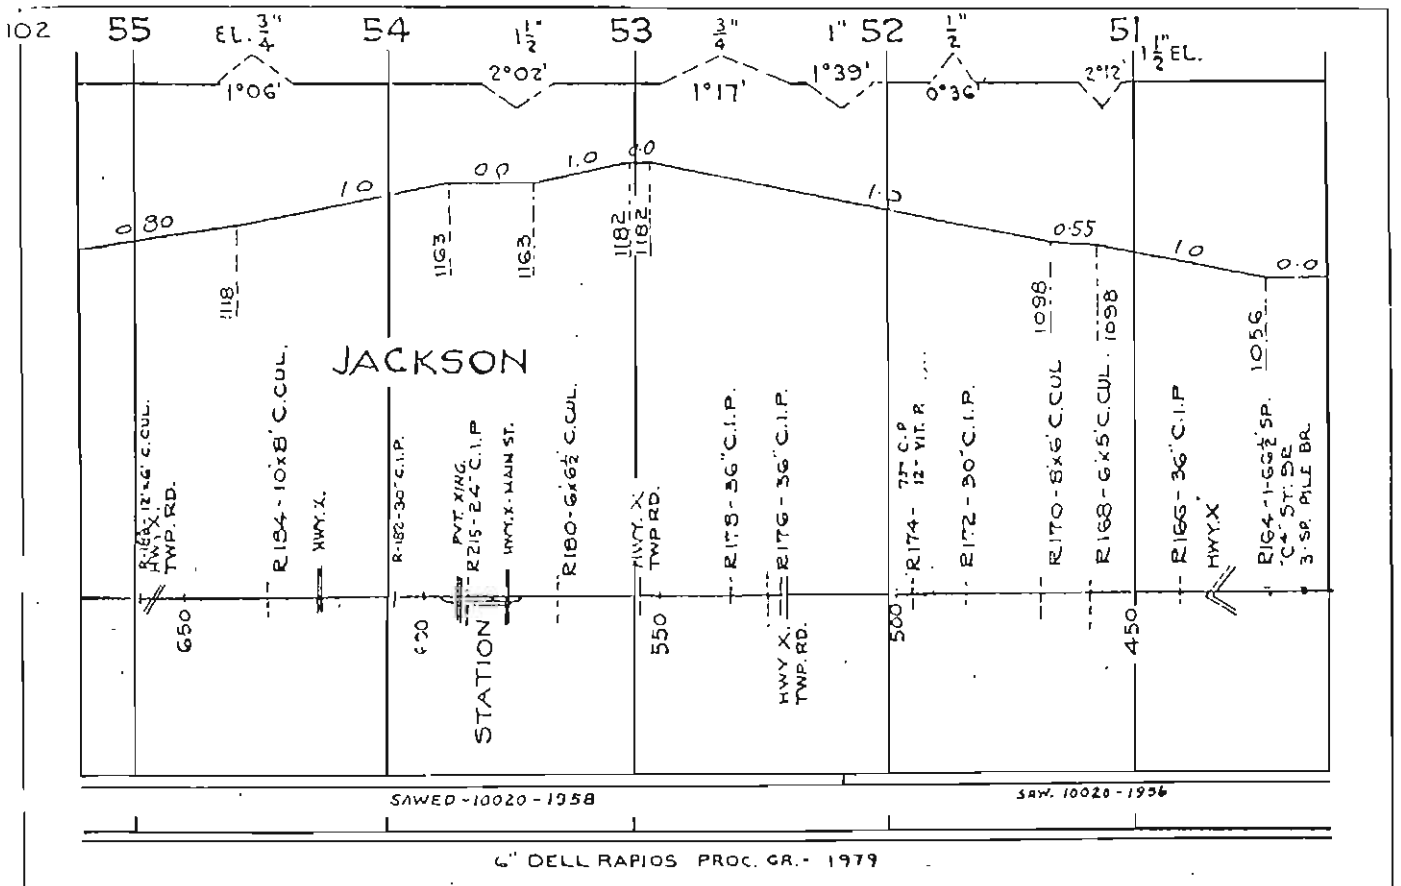 102
55
EL. 3/4"
54
1 1/2"
53
3/4"
1"
52
1/2"
51
1 1/2" EL.
1°06'
2°02'
1°17'
1°39'
0°36'
2°12'
0.80
1.0
0.0
1.0
0.0
1.0
0.55
1.0
0.0
1118
1163
1163
1182
1182
1098
1098
1056
JACKSON
HWY X.
TWP. RD.
R184-10x8' C.CUL.
HWY. X.
R-182-30" C.I.P.
PVT. XING.
R215-24" C.I.P
HWY. X-MAIN ST.
R180-6x6 1/2' C.CUL.
HWY. X
TWP RD.
R178-36" C.I.P.
R176-36" C.I.P
R174-
12" VIT. P.
R172-30" C.I.P.
R170-8x6' C.CUL
R168-6x5' C.CUL.
R166-36" C.I.P
HWY. X
R164-1-66 1/2' SP.
3-SP. PILE BR.
650
550
500
450
STATION
HWY X.
TWP. RD.
SAWED-10020-1958
SAW. 10020-1956
6" DELL RAPIDS PROC. GR.- 1979